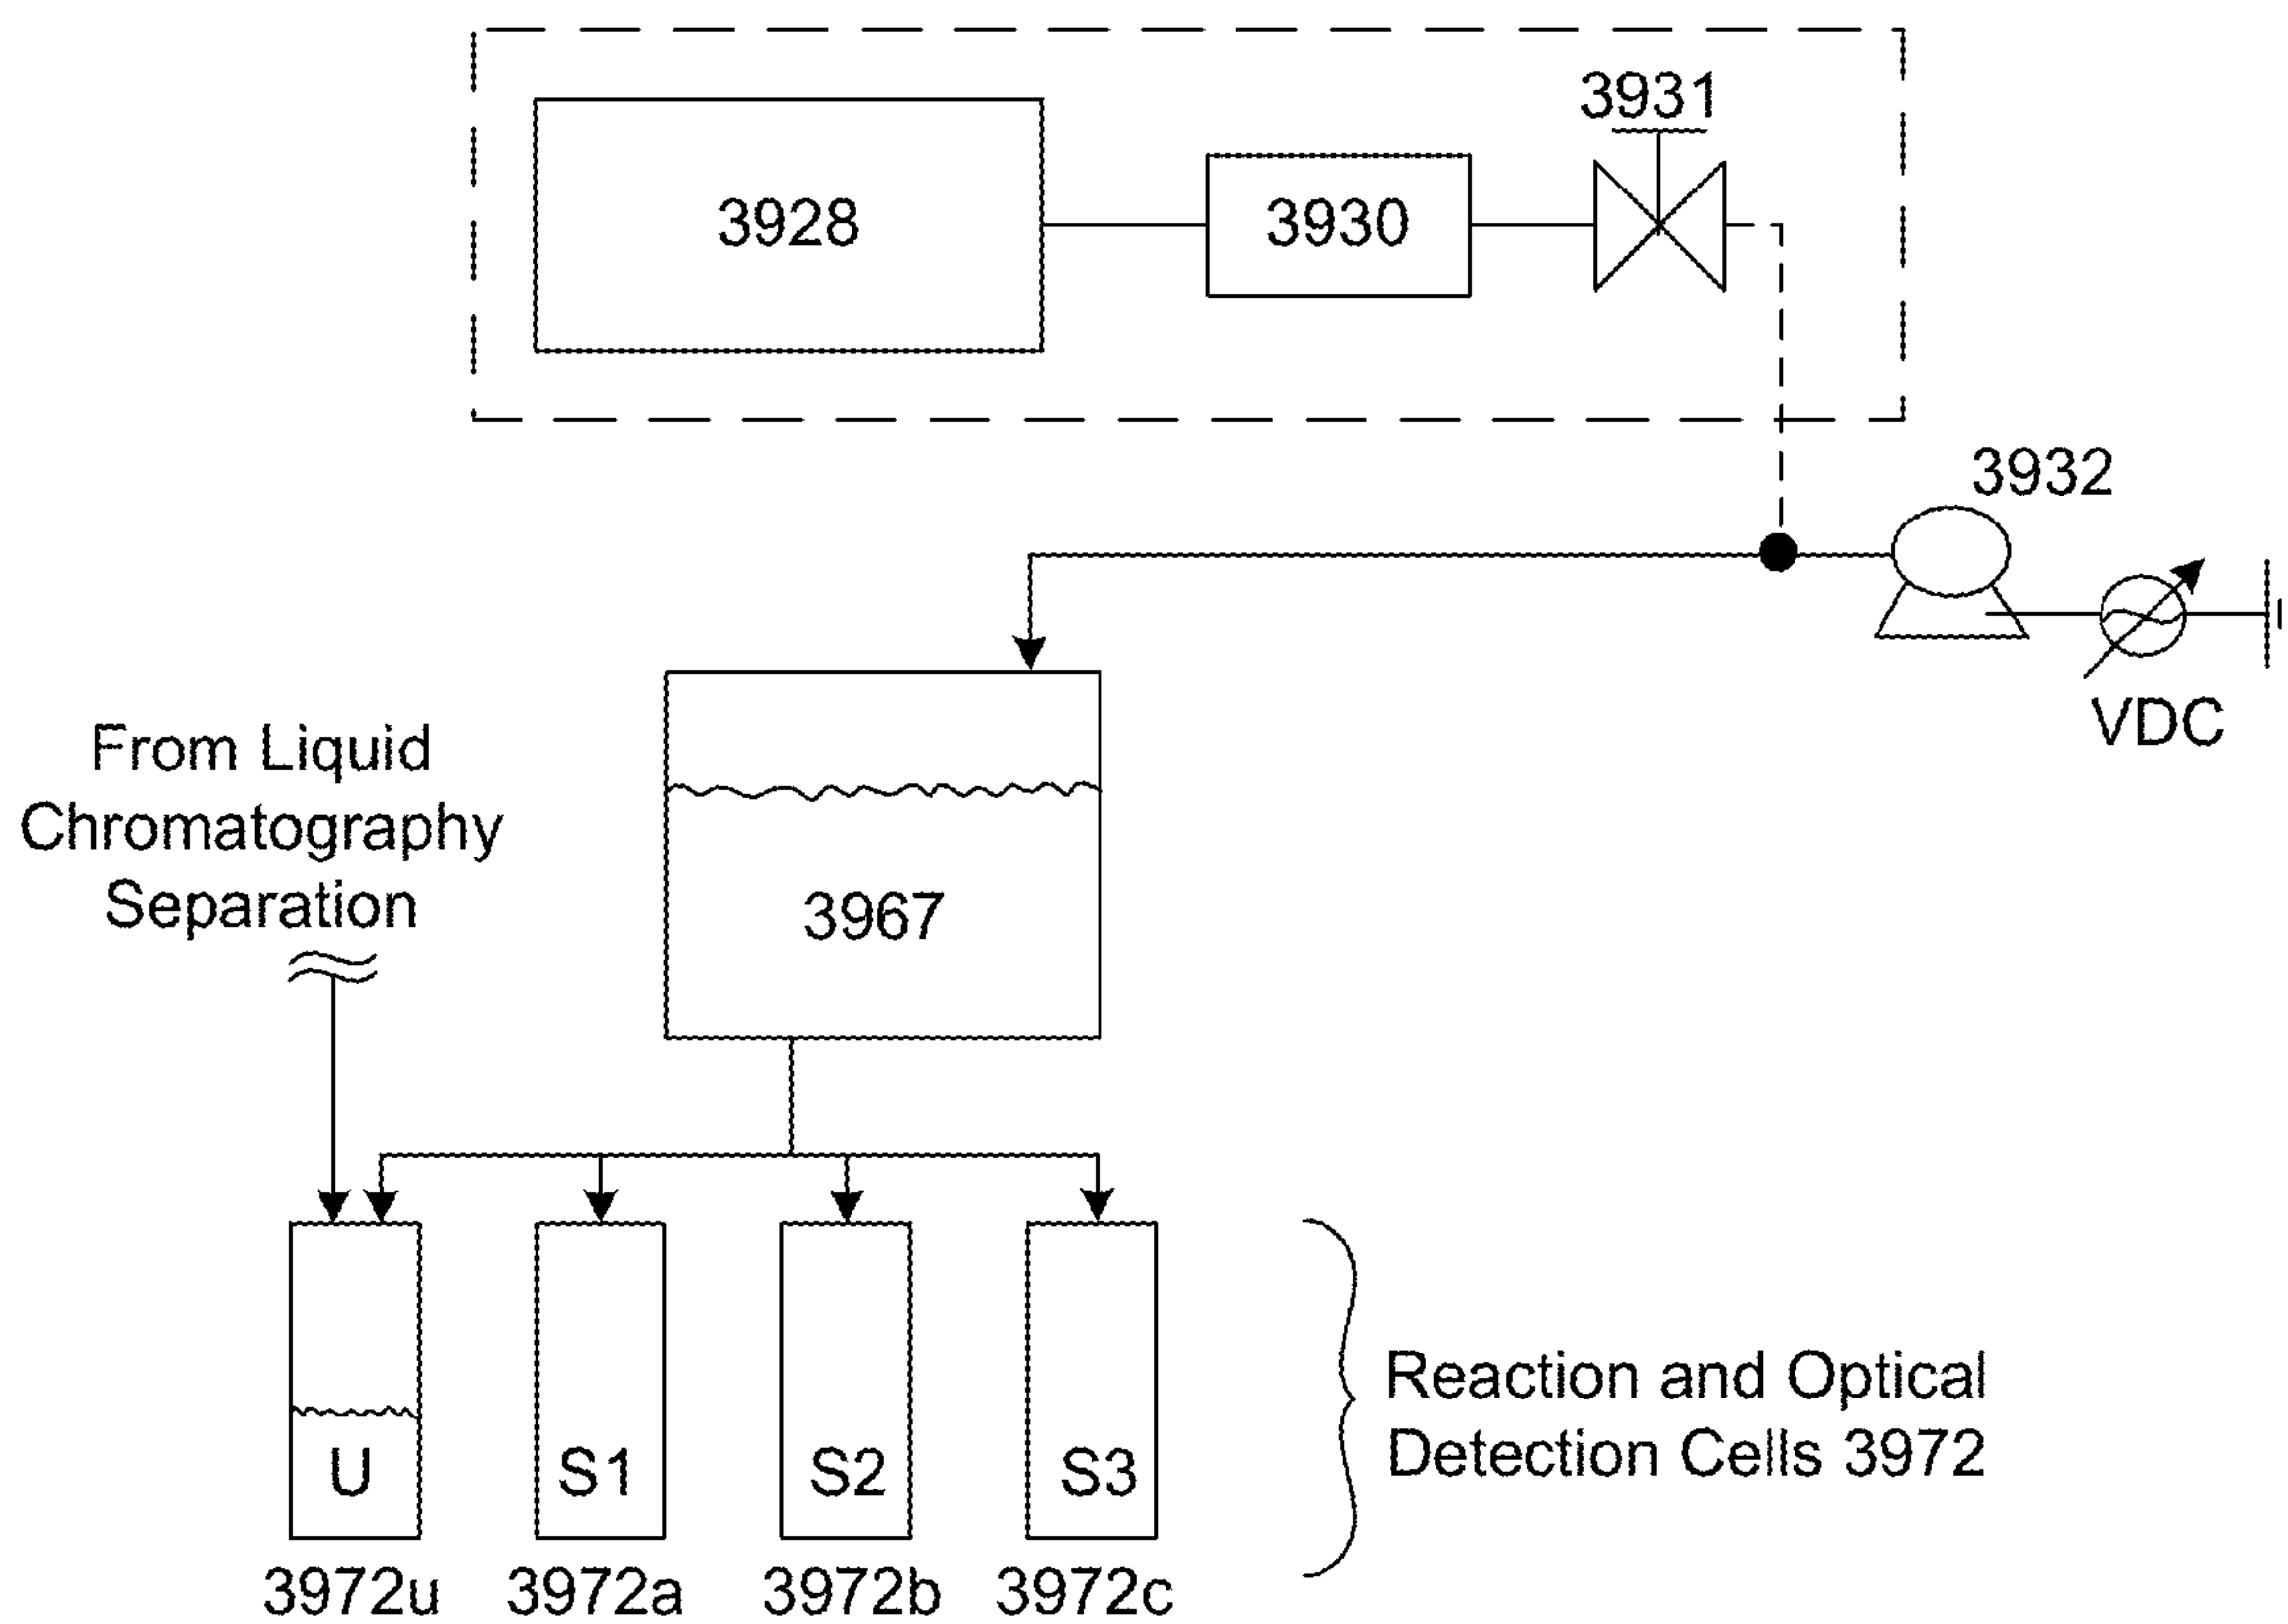 3931
3928
3930
3932
VDC
From Liquid
Chromatography
Separation
3967
U
S1
S2
S3
Reaction and Optical
Detection Cells 3972
3972u
3972a
3972b
3972c